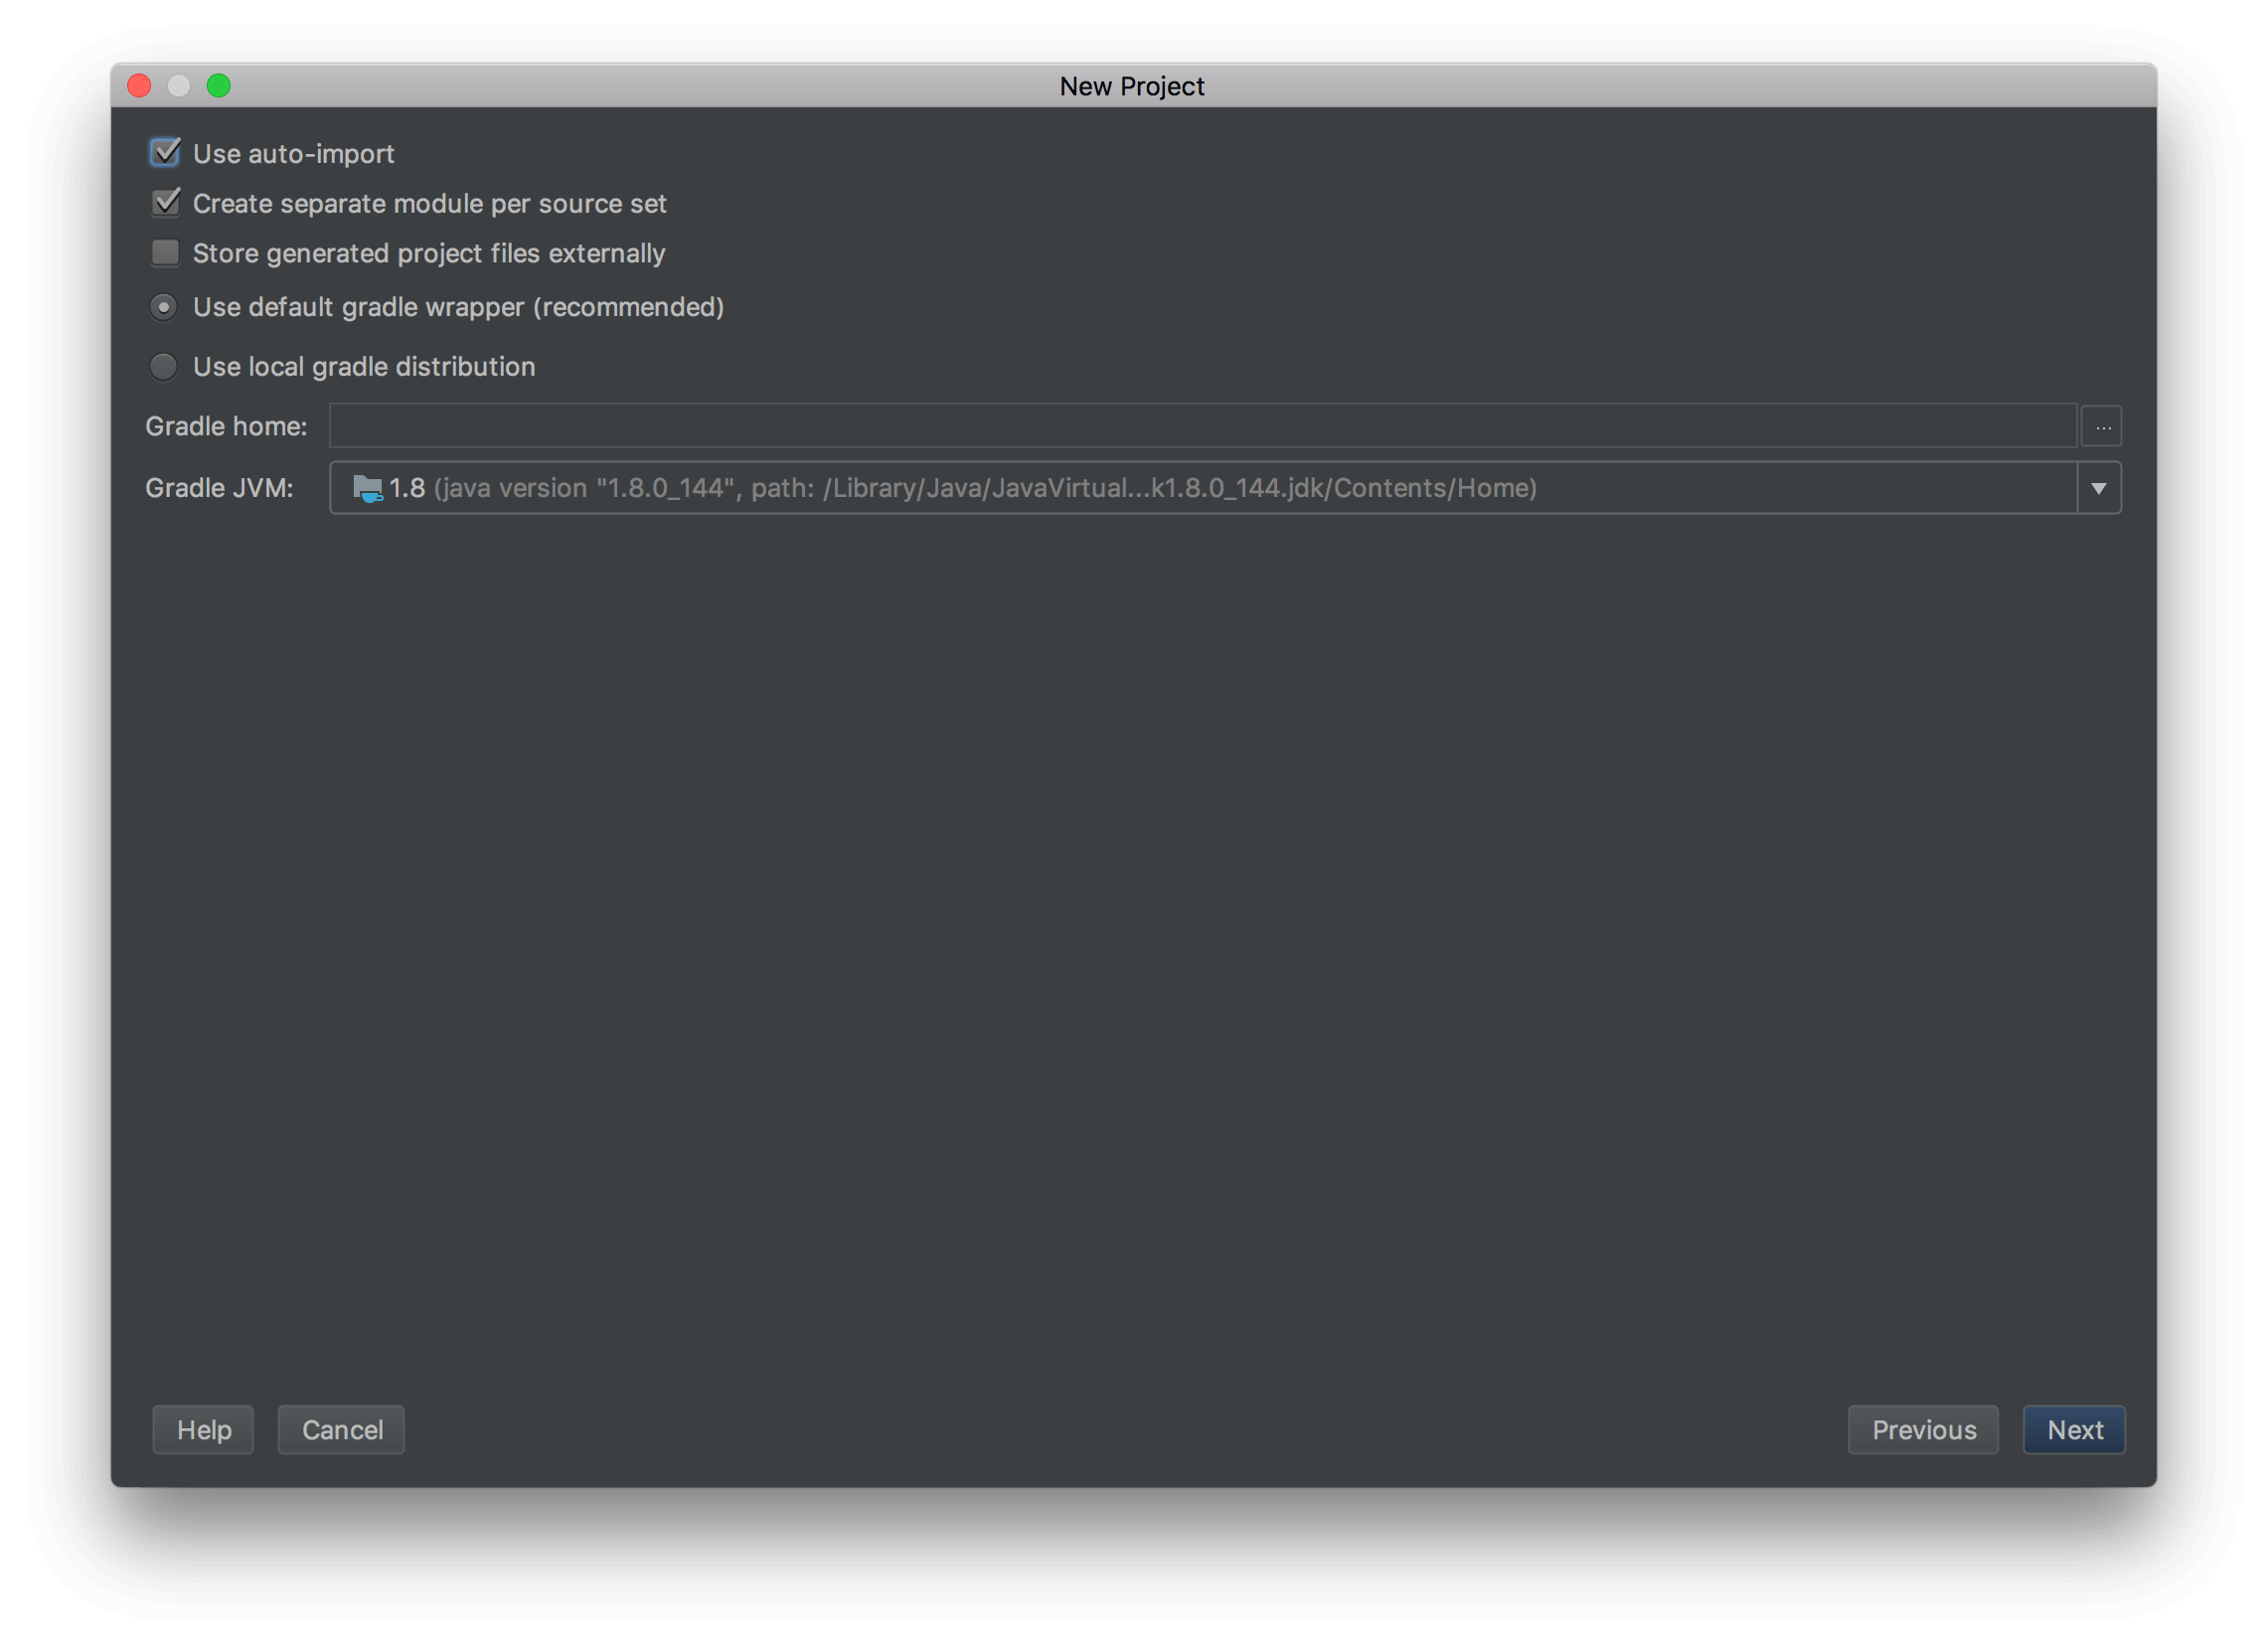 New Project
Use auto-import
Create separate module per source set
Store generated project files externally
Use default gradle wrapper (recommended)
Use local gradle distribution
Gradle home: ...
Gradle JVM: 1.8 (java version "1.8.0_144", path: /Library/Java/JavaVirtual...k1.8.0_144.jdk/Contents/Home)
Help Cancel Previous Next